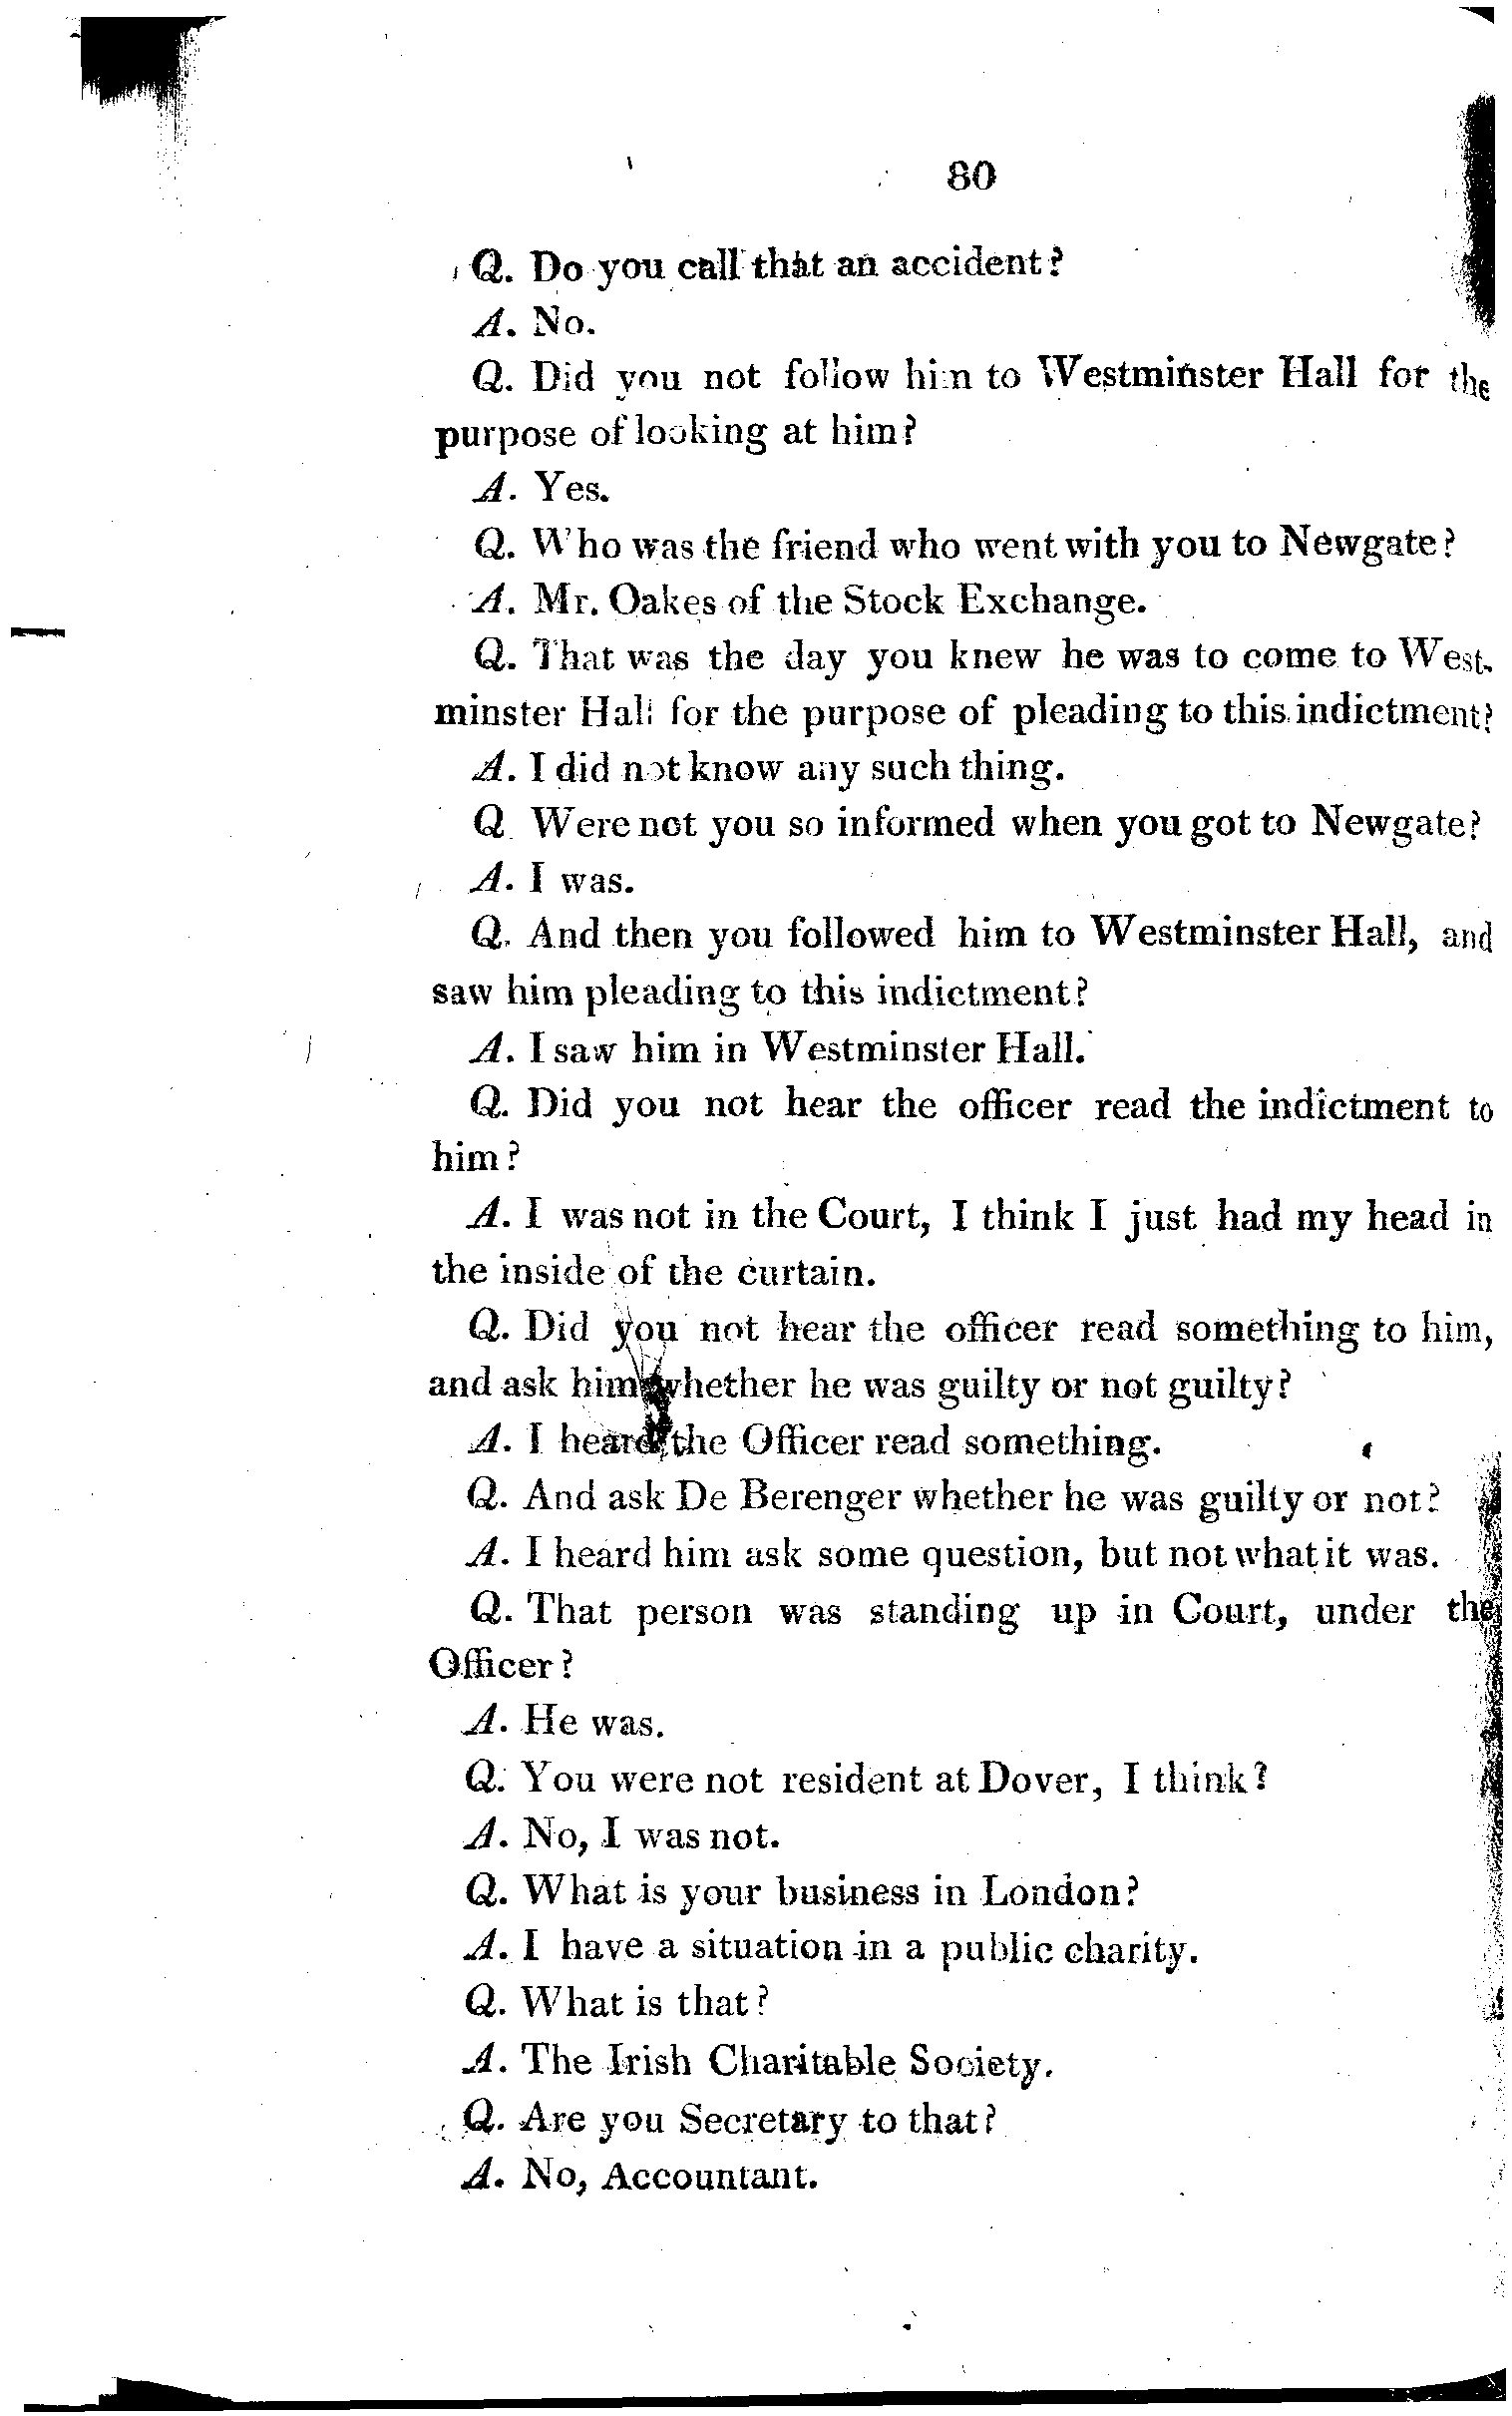 80
Q. Do you call that an accident?
A. No.
Q. Did you not follow him to Westminster Hall for the
purpose of looking at him?
A. Yes.
Q. Who was the friend who went with you to Newgate?
A. Mr. Oakes of the Stock Exchange.
Q. That was the day you knew he was to come to West-
minster Hall for the purpose of pleading to this indictment?
A. I did not know any such thing.
Q Were not you so informed when you got to Newgate?
A. I was.
Q. And then you followed him to Westminster Hall, and
saw him pleading to this indictment?
A. I saw him in Westminster Hall.
Q. Did you not hear the officer read the indictment to
him?
A. I was not in the Court, I think I just had my head in
the inside of the curtain.
Q. Did you not hear the officer read something to him,
and ask him whether he was guilty or not guilty?
A. I heard the Officer read something.
Q. And ask De Berenger whether he was guilty or not?
A. I heard him ask some question, but not what it was.
Q. That person was standing up in Court, under the
Officer?
A. He was.
Q. You were not resident at Dover, I think?
A. No, I was not.
Q. What is your business in London?
A. I have a situation in a public charity.
Q. What is that?
A. The Irish Charitable Society.
Q. Are you Secretary to that?
A. No, Accountant.